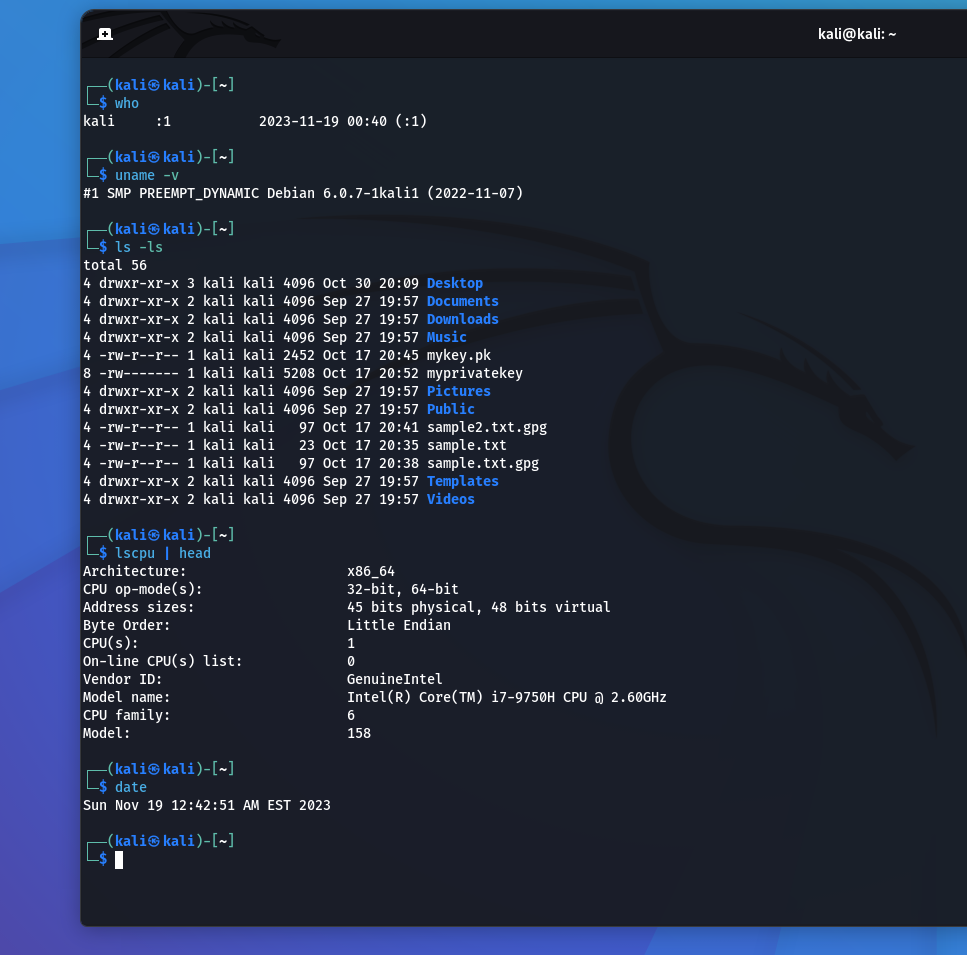 kali@kali: ~
┌──(kali㉿kali)-[~]
└─$ who
kali     :1           2023-11-19 00:40 (:1)
┌──(kali㉿kali)-[~]
└─$ uname -v
#1 SMP PREEMPT_DYNAMIC Debian 6.0.7-1kali1 (2022-11-07)
┌──(kali㉿kali)-[~]
└─$ ls -ls
total 56
4 drwxr-xr-x 3 kali kali 4096 Oct 30 20:09 Desktop
4 drwxr-xr-x 2 kali kali 4096 Sep 27 19:57 Documents
4 drwxr-xr-x 2 kali kali 4096 Sep 27 19:57 Downloads
4 drwxr-xr-x 2 kali kali 4096 Sep 27 19:57 Music
4 -rw-r--r-- 1 kali kali 2452 Oct 17 20:45 mykey.pk
8 -rw------- 1 kali kali 5208 Oct 17 20:52 myprivatekey
4 drwxr-xr-x 2 kali kali 4096 Sep 27 19:57 Pictures
4 drwxr-xr-x 2 kali kali 4096 Sep 27 19:57 Public
4 -rw-r--r-- 1 kali kali   97 Oct 17 20:41 sample2.txt.gpg
4 -rw-r--r-- 1 kali kali   23 Oct 17 20:35 sample.txt
4 -rw-r--r-- 1 kali kali   97 Oct 17 20:38 sample.txt.gpg
4 drwxr-xr-x 2 kali kali 4096 Sep 27 19:57 Templates
4 drwxr-xr-x 2 kali kali 4096 Sep 27 19:57 Videos
┌──(kali㉿kali)-[~]
└─$ lscpu | head
Architecture:                    x86_64
CPU op-mode(s):                  32-bit, 64-bit
Address sizes:                   45 bits physical, 48 bits virtual
Byte Order:                      Little Endian
CPU(s):                          1
On-line CPU(s) list:             0
Vendor ID:                       GenuineIntel
Model name:                      Intel(R) Core(TM) i7-9750H CPU @ 2.60GHz
CPU family:                      6
Model:                           158
┌──(kali㉿kali)-[~]
└─$ date
Sun Nov 19 12:42:51 AM EST 2023
┌──(kali㉿kali)-[~]
└─$